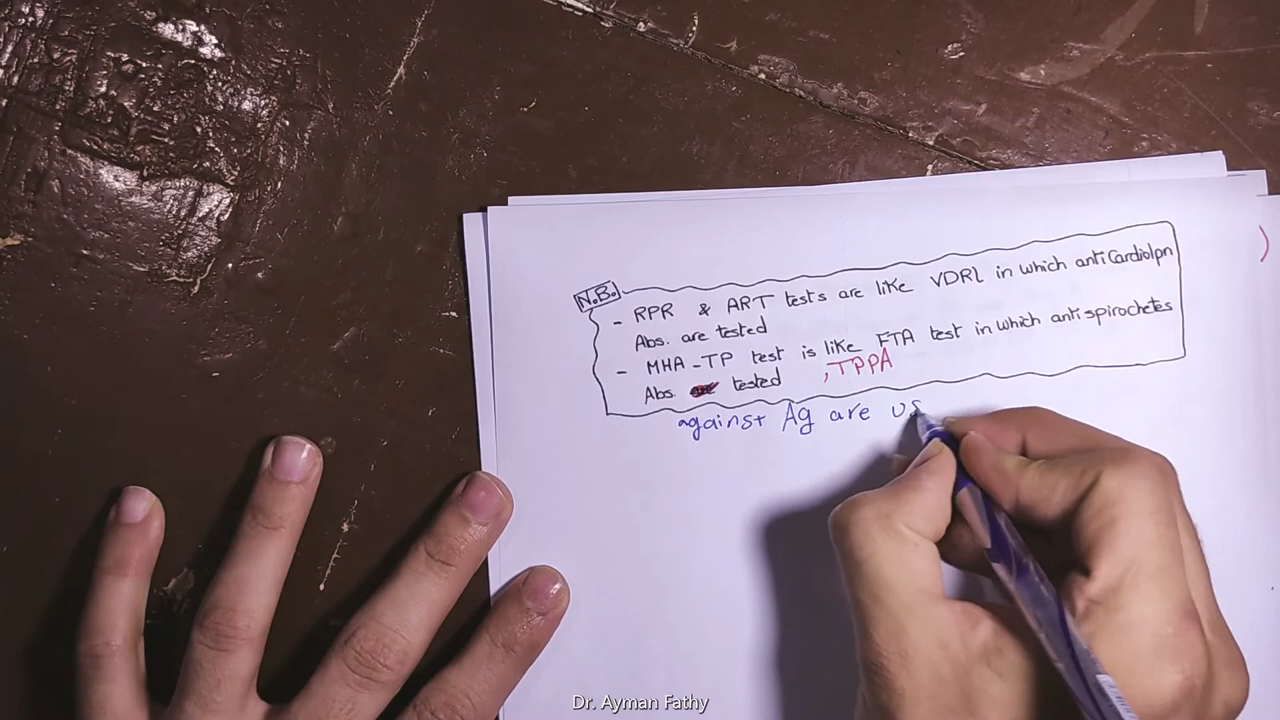 N.B.
- RPR & ART tests are like VDRL in which anticardiolpn
Abs. are tested
- MHA-TP test is like FTA test in which antispirochetes
Abs. are tested , TPPA
against Ag are us
Dr. Ayman Fathy